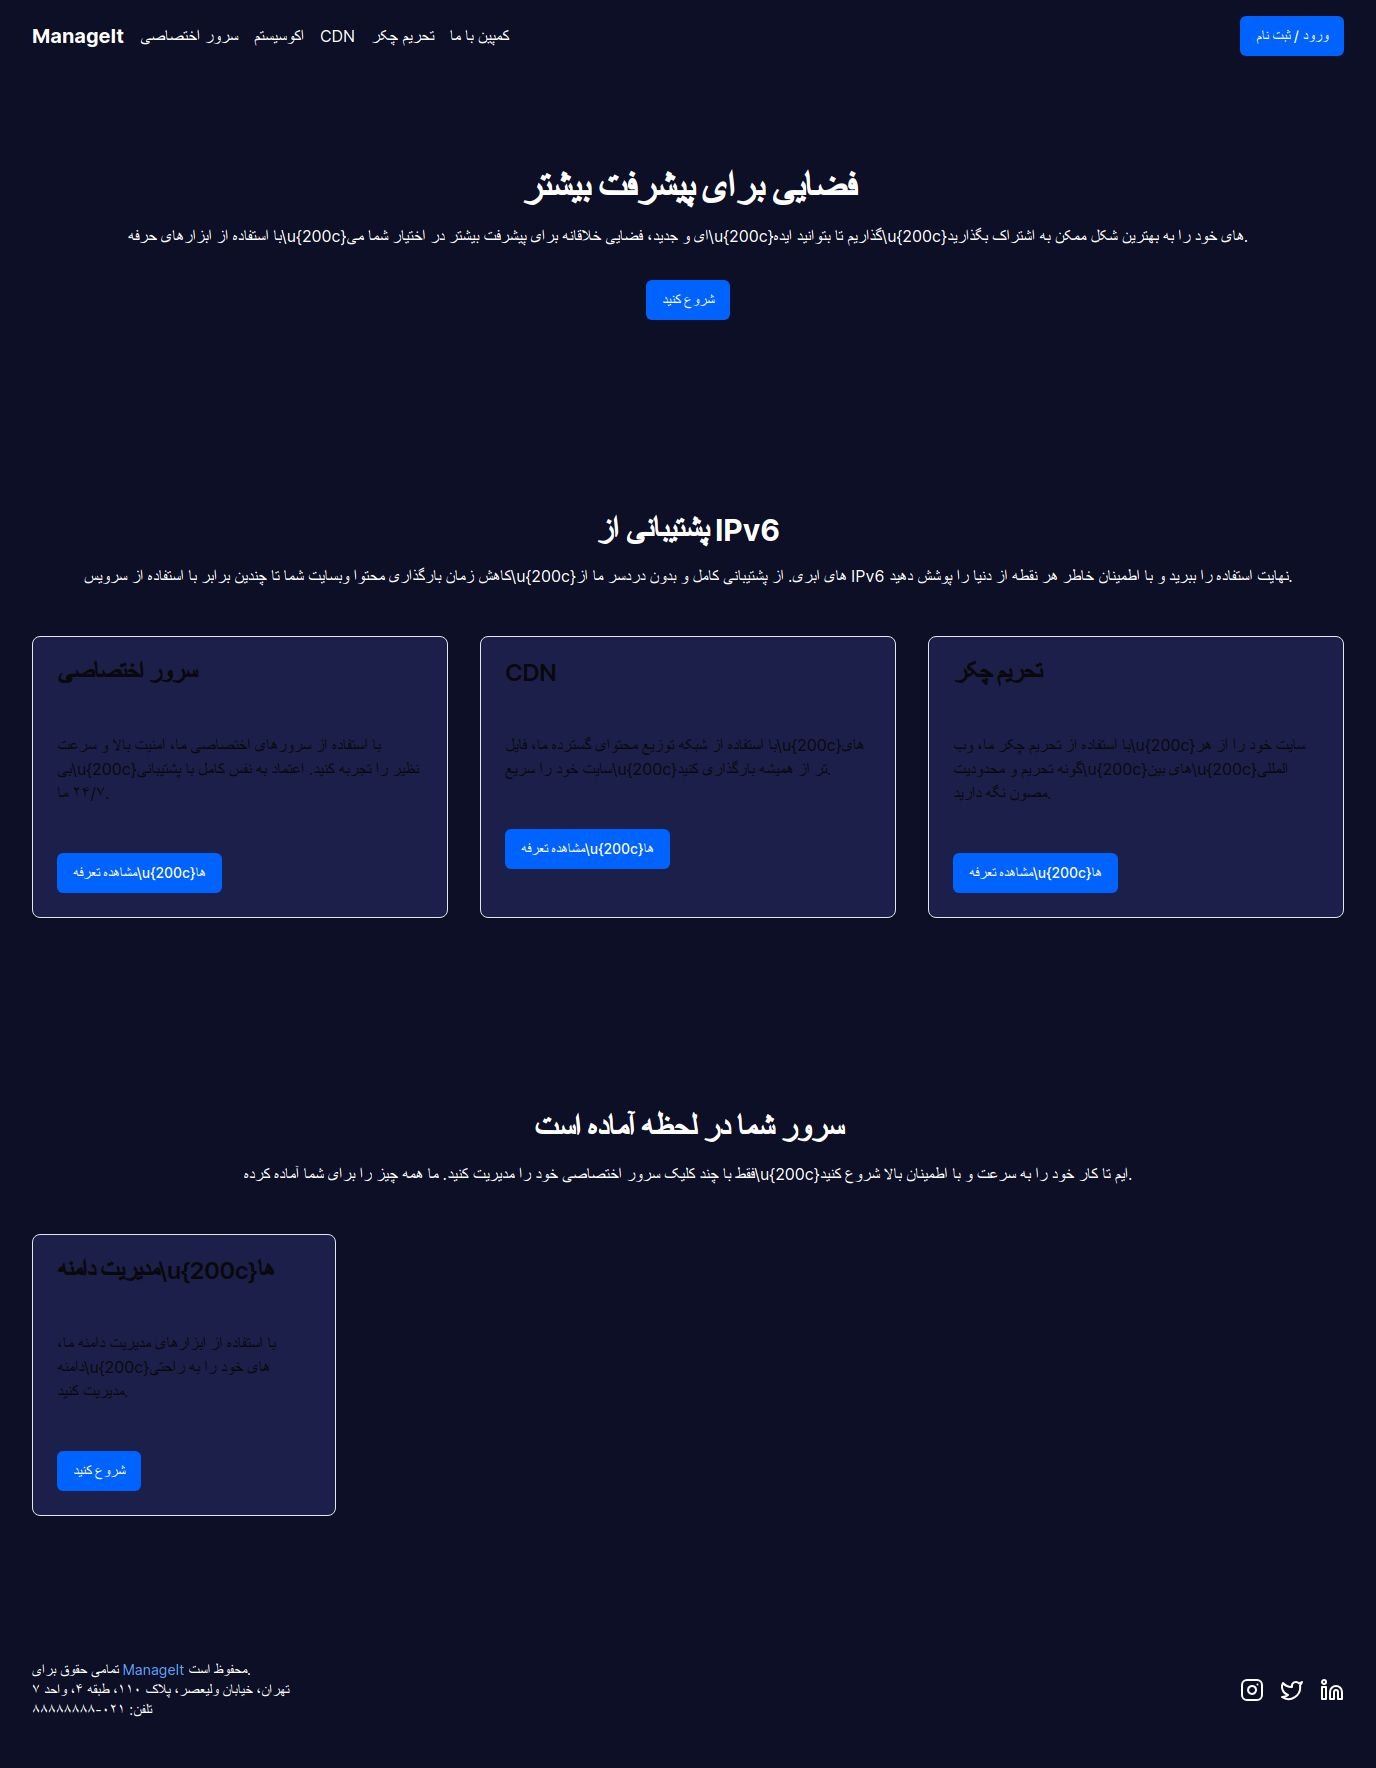 ManageIt
سرور اختصاصی
اکوسیستم
CDN
تحریم چکر
کمپین با ما
ورود / ثبت نام
فضایی برای پیشرفت بیشتر
با استفاده از ابزارهای حرفه\u{200c}ای و جدید، فضایی خلاقانه برای پیشرفت بیشتر در اختیار شما می\u{200c}گذاریم تا بتوانید ایده\u{200c}های خود را به بهترین شکل ممکن به اشتراک بگذارید.
شروع کنید
پشتیبانی از IPv6
کاهش زمان بارگذاری محتوا وبسایت شما تا چندین برابر با استفاده از سرویس\u{200c}های ابری. از پشتیبانی کامل و بدون دردسر ما از IPv6 نهایت استفاده را ببرید و با اطمینان خاطر هر نقطه از دنیا را پوشش دهید.
سرور اختصاصی
با استفاده از سرورهای اختصاصی ما، امنیت بالا و سرعت
بی\u{200c}نظیر را تجربه کنید. اعتماد به نفس کامل با پشتیبانی
۲۴/۷ ما.
مشاهده تعرفه\u{200c}ها
CDN
با استفاده از شبکه توزیع محتوای گسترده ما، فایل\u{200c}های
سایت خود را سریع\u{200c}تر از همیشه بارگذاری کنید.
مشاهده تعرفه\u{200c}ها
تحریم چکر
با استفاده از تحریم چکر ما، وب\u{200c}سایت خود را از هر
گونه تحریم و محدودیت\u{200c}های بین\u{200c}المللی
مصون نگه دارید.
مشاهده تعرفه\u{200c}ها
سرور شما در لحظه آماده است
فقط با چند کلیک سرور اختصاصی خود را مدیریت کنید. ما همه چیز را برای شما آماده کرده\u{200c}ایم تا کار خود را به سرعت و با اطمینان بالا شروع کنید.
مدیریت دامنه\u{200c}ها
با استفاده از ابزارهای مدیریت دامنه ما،
دامنه\u{200c}های خود را به راحتی
مدیریت کنید.
شروع کنید
تمامی حقوق برای ManageIt محفوظ است.
تهران، خیابان ولیعصر، پلاک ۱۱۰، طبقه ۴، واحد ۷
تلفن: ۰۲۱-۸۸۸۸۸۸۸۸